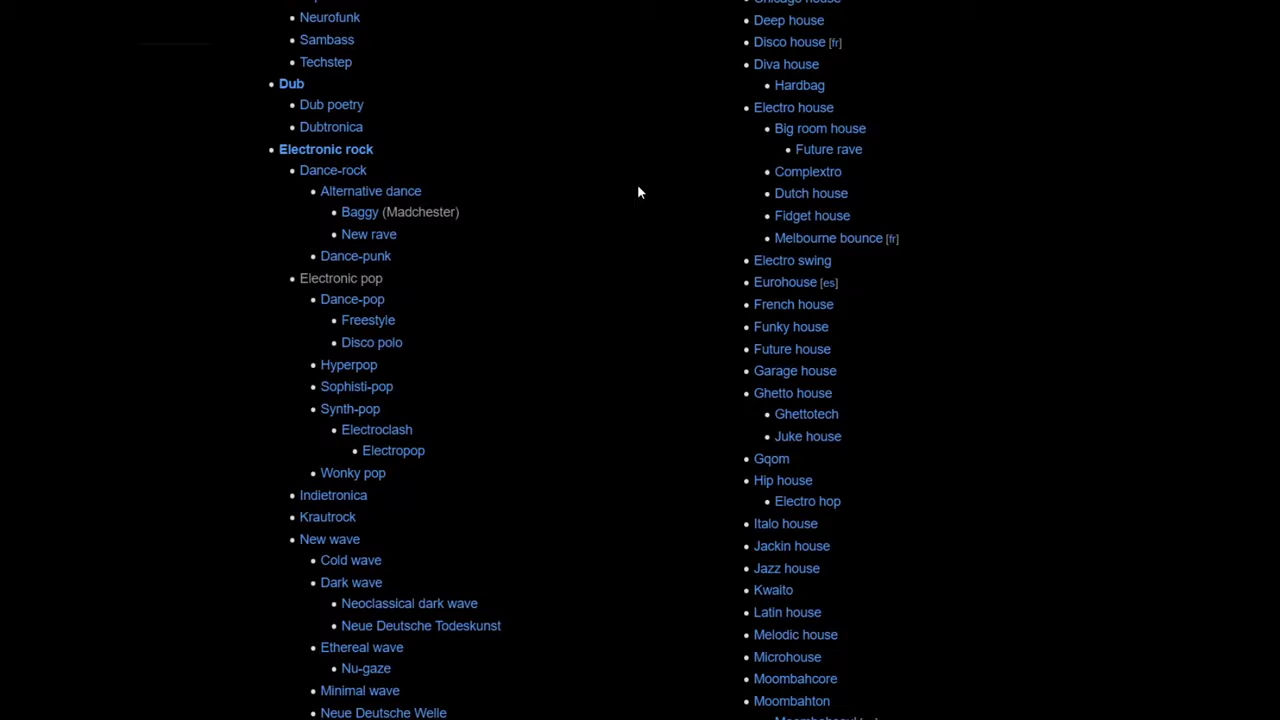 Neurofunk
Sambass
Techstep
Dub
Dub poetry
Dubtronica
Electronic rock
Dance-rock
Alternative dance
Baggy (Madchester)
New rave
Dance-punk
Electronic pop
Dance-pop
Freestyle
Disco polo
Hyperpop
Sophisti-pop
Synth-pop
Electroclash
Electropop
Wonky pop
Indietronica
Krautrock
New wave
Cold wave
Dark wave
Neoclassical dark wave
Neue Deutsche Todeskunst
Ethereal wave
Nu-gaze
Minimal wave
Neue Deutsche Welle
Chicago house
Deep house
Disco house [fr]
Diva house
Hardbag
Electro house
Big room house
Future rave
Complextro
Dutch house
Fidget house
Melbourne bounce [fr]
Electro swing
Eurohouse [es]
French house
Funky house
Future house
Garage house
Ghetto house
Ghettotech
Juke house
Gqom
Hip house
Electro hop
Italo house
Jackin house
Jazz house
Kwaito
Latin house
Melodic house
Microhouse
Moombahcore
Moombahton